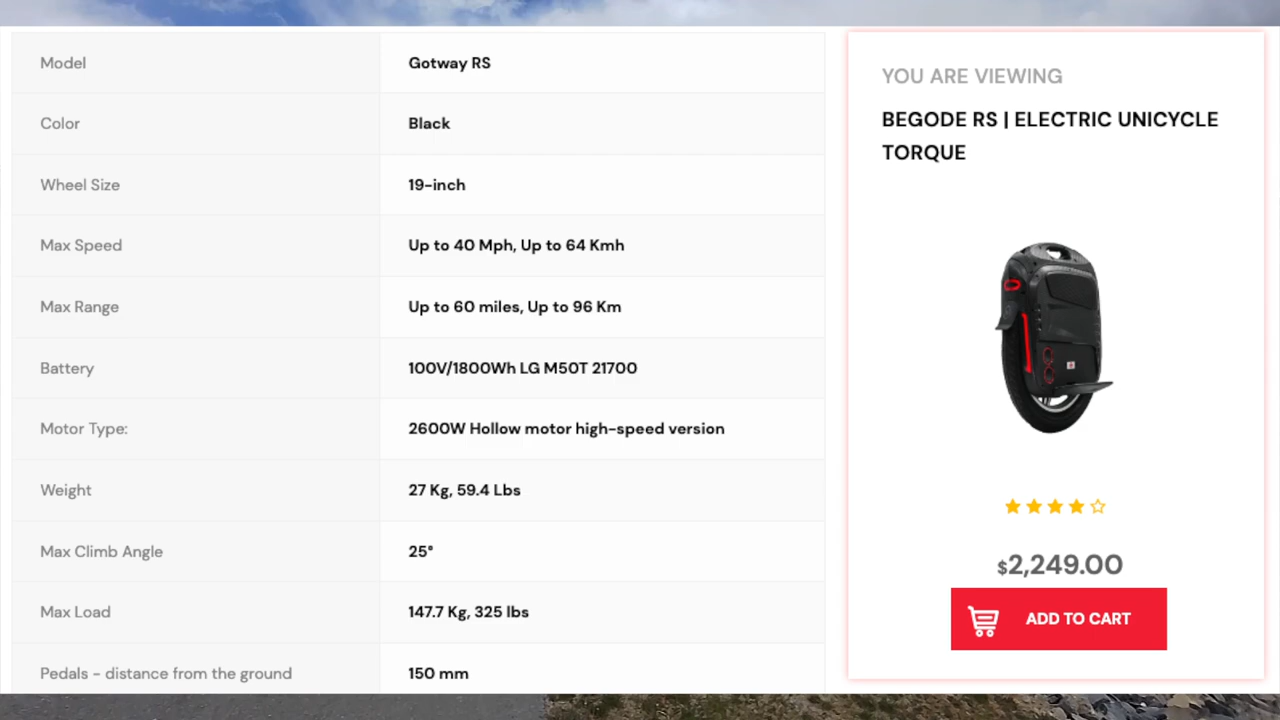 Model Gotway RS
Color Black
Wheel Size 19-inch
Max Speed Up to 40 Mph, Up to 64 Kmh
Max Range Up to 60 miles, Up to 96 Km
Battery 100V/1800Wh LG M50T 21700
Motor Type: 2600W Hollow motor high-speed version
Weight 27 Kg, 59.4 Lbs
Max Climb Angle 25°
Max Load 147.7 Kg, 325 lbs
Pedals - distance from the ground 150 mm
YOU ARE VIEWING
BEGODE RS | ELECTRIC UNICYCLE
TORQUE
$2,249.00
ADD TO CART